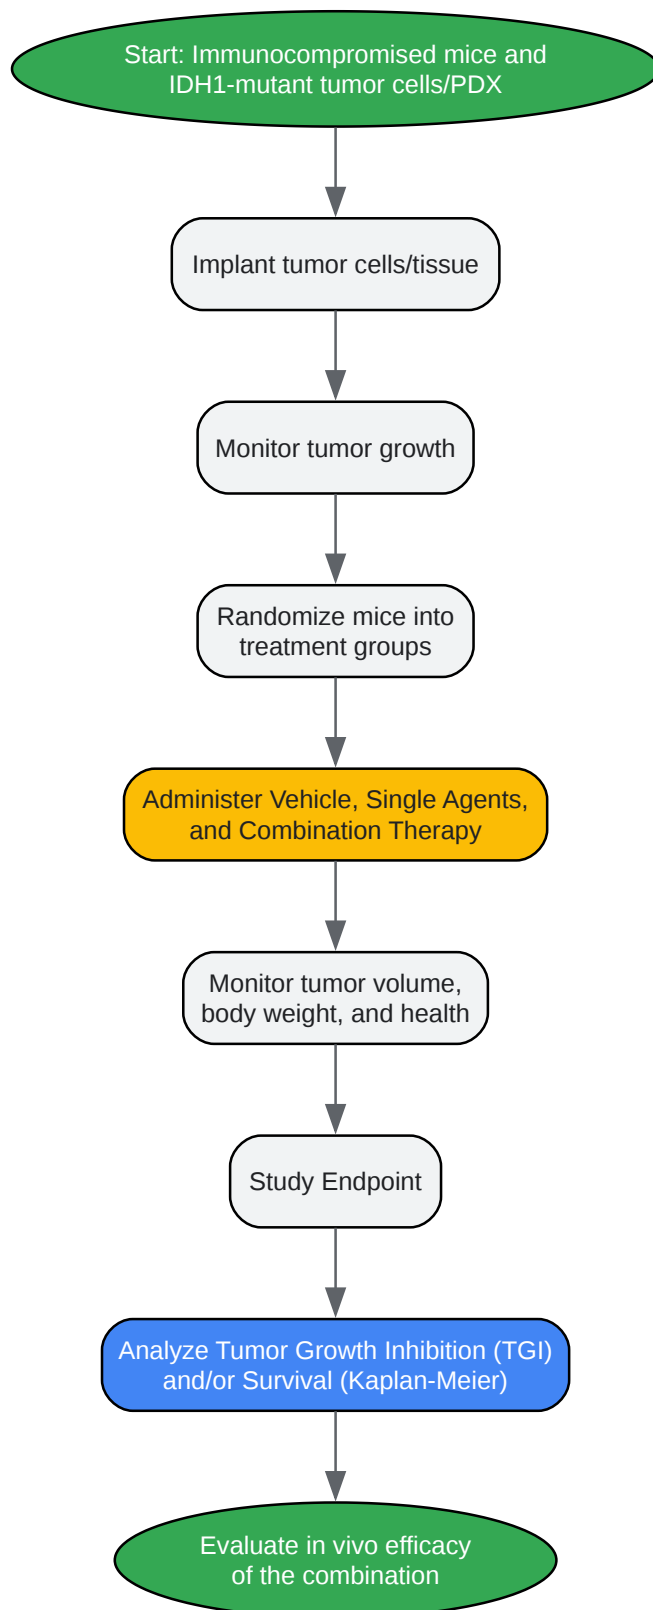 Start: Immunocompromised mice and
IDH1-mutant tumor cells/PDX
Implant tumor cells/tissue
Monitor tumor growth
Randomize mice into
treatment groups
Administer Vehicle, Single Agents,
and Combination Therapy
Monitor tumor volume,
body weight, and health
Study Endpoint
Analyze Tumor Growth Inhibition (TGI)
and/or Survival (Kaplan-Meier)
Evaluate in vivo efficacy
of the combination